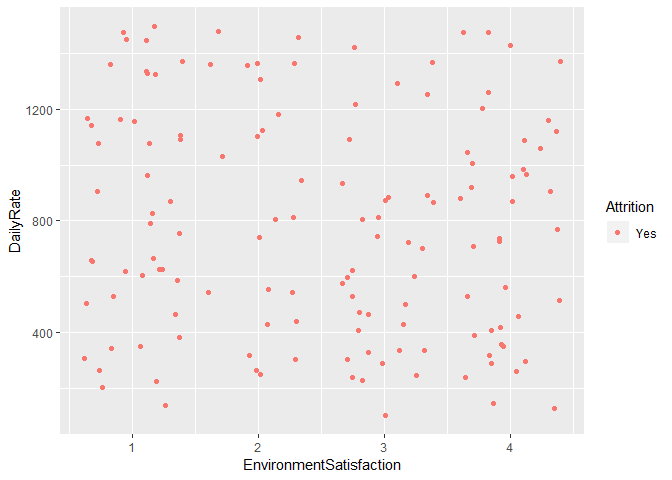 1200
800
400
DailyRate
1
2
3
4
EnvironmentSatisfaction
Attrition
Yes